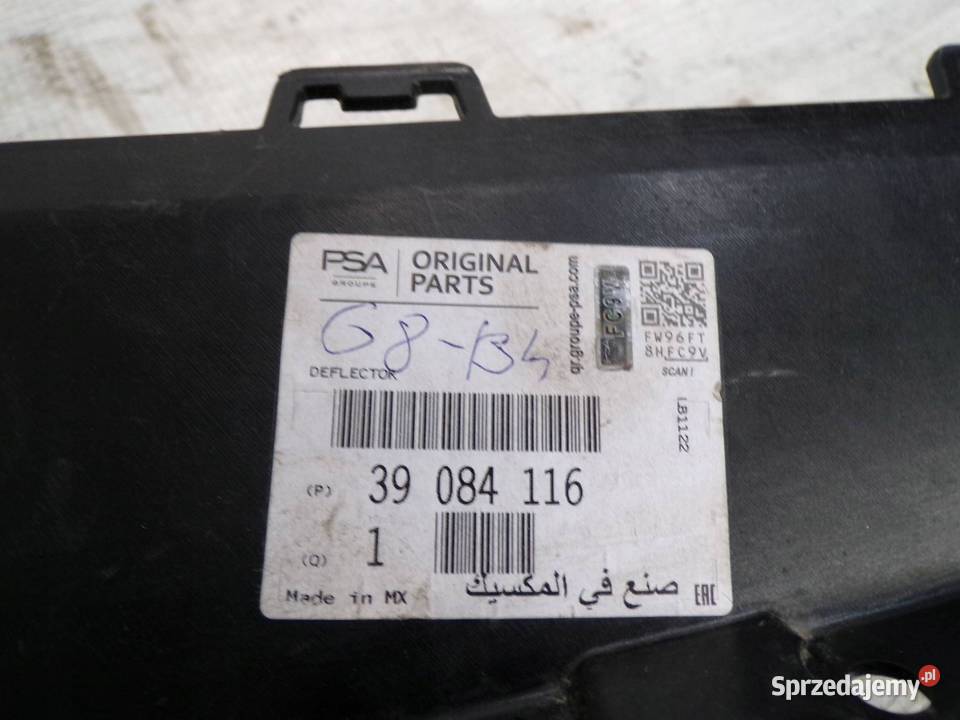 PSA
GROUPE
ORIGINAL
PARTS
G8-B4
DEFLECTOR
qr.groupe-psa.com
FC9V
FW96FT
8HFC9V
SCAN!
LB1122
(P) 39 084 116
(Q) 1
Made in MX
صنع في المكسيك
EAC
Sprzedajemy.pl